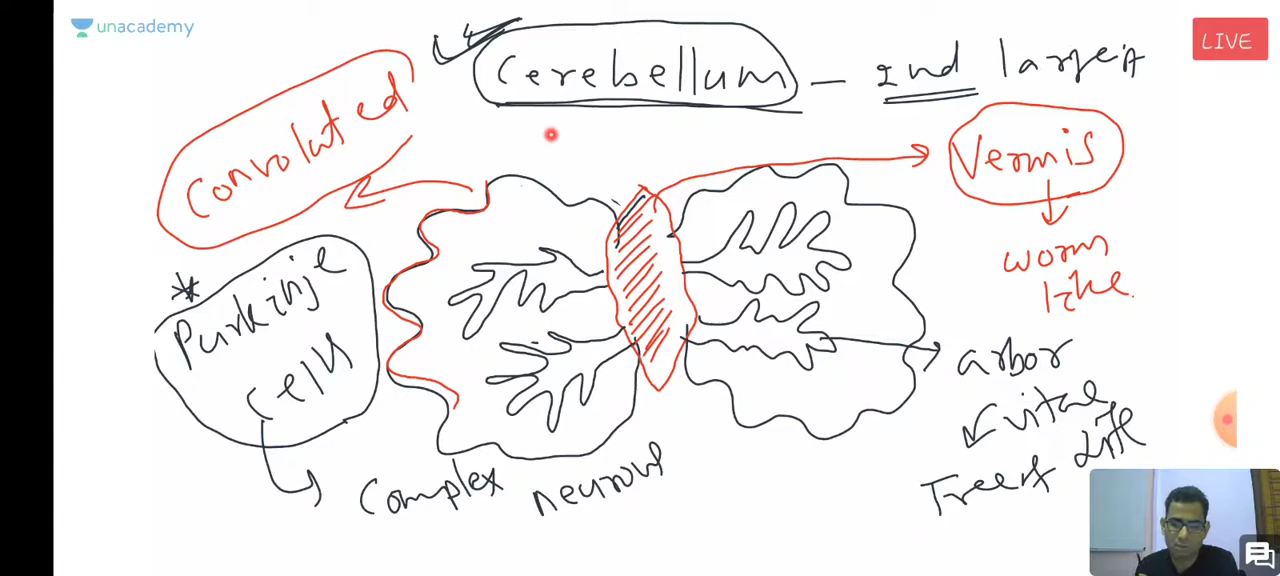 unacademy
LIVE
Cerebellum – 2nd largest
Convoluted
Vermis
worm
like
* Purkinje
cells
Complex neurons
arbor
vitae
Tree of life